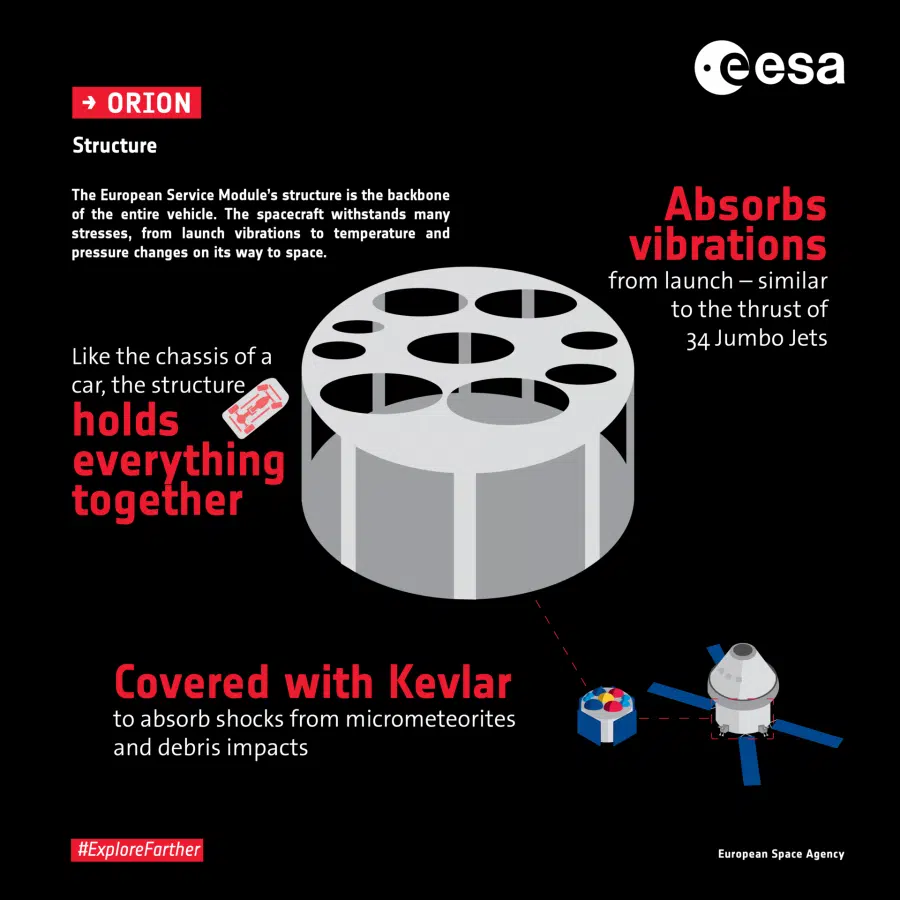 esa
→ ORION
Structure
The European Service Module's structure is the backbone
of the entire vehicle. The spacecraft withstands many
stresses, from launch vibrations to temperature and
pressure changes on its way to space.
Absorbs
vibrations
from launch – similar
to the thrust of
34 Jumbo Jets
Like the chassis of a
car, the structure
holds
everything
together
Covered with Kevlar
to absorb shocks from micrometeorites
and debris impacts
#ExploreFarther
European Space Agency